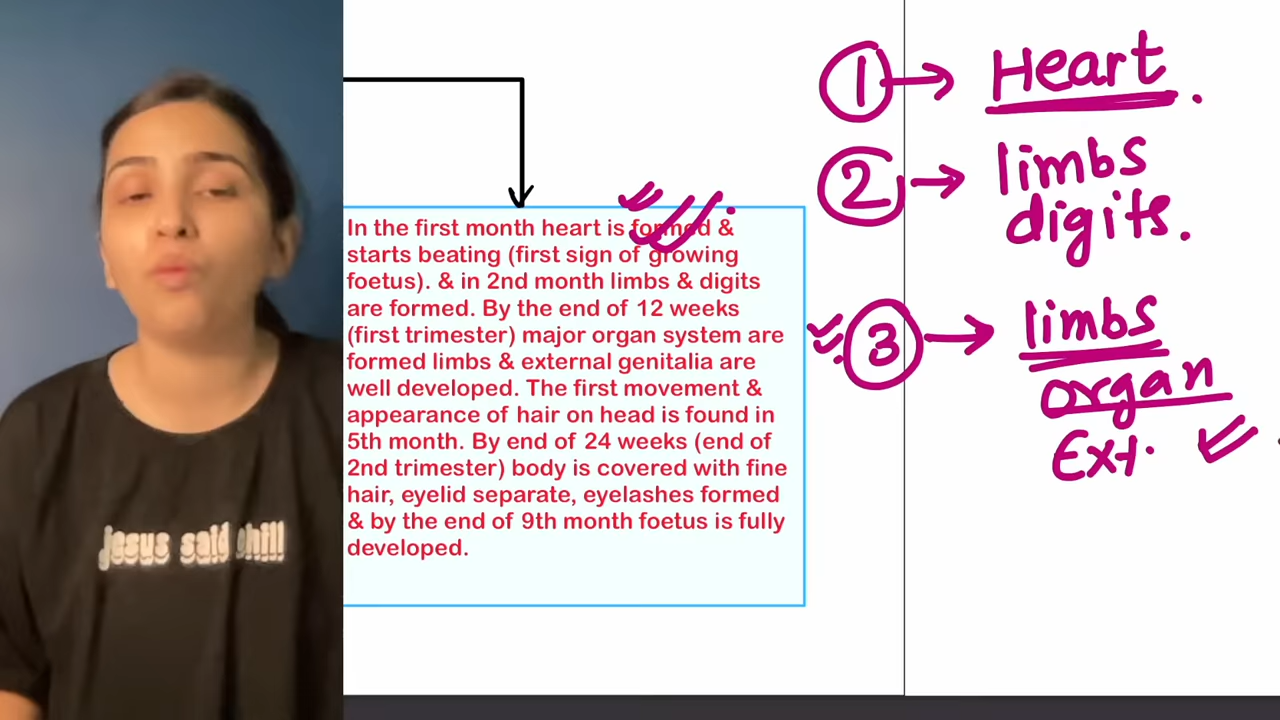 jesus said chill
In the first month heart is formed &
starts beating (first sign of growing
foetus). & in 2nd month limbs & digits
are formed. By the end of 12 weeks
(first trimester) major organ system are
formed limbs & external genitalia are
well developed. The first movement &
appearance of hair on head is found in
5th month. By end of 24 weeks (end of
2nd trimester) body is covered with fine
hair, eyelid separate, eyelashes formed
& by the end of 9th month foetus is fully
developed.
1 → Heart.
2 → limbs
digits.
3 → limbs
organ
Ext.